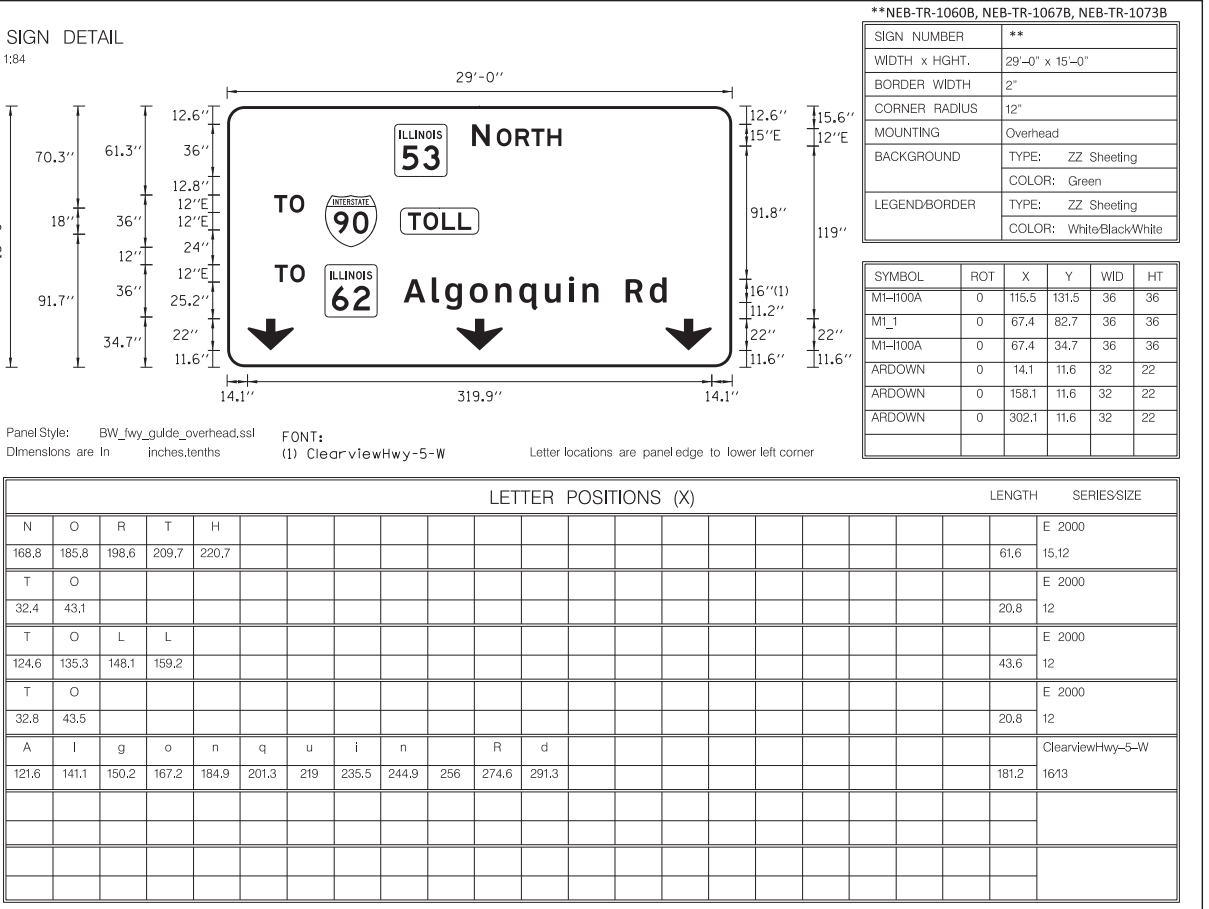 **NEB-TR-1060B, NEB-TR-1067B, NEB-TR-1073B
SIGN DETAIL
1:84
SIGN NUMBER **
WIDTH x HGHT. 29'–0" x 15'–0"
BORDER WIDTH 2"
CORNER RADIUS 12"
MOUNTING Overhead
BACKGROUND TYPE: ZZ Sheeting
COLOR: Green
LEGEND/BORDER TYPE: ZZ Sheeting
COLOR: White/Black/White
29'-0''
70.3''
18''
91.7''
61.3''
36''
12''
36''
34.7''
12.6''
36''
12.8''
12''E
12''E
24''
12''E
25.2''
22''
11.6''
ILLINOIS
53
NORTH
TO
INTERSTATE
90
TOLL
TO
ILLINOIS
62
Algonquin Rd
12.6''
15''E
91.8''
16''(1)
11.2''
22''
11.6''
15.6''
12''E
119''
22''
11.6''
14.1'' 319.9'' 14.1''
SYMBOL ROT X Y WID HT
M1–I100A 0 115.5 131.5 36 36
M1_1 0 67.4 82.7 36 36
M1–I100A 0 67.4 34.7 36 36
ARDOWN 0 14.1 11.6 32 22
ARDOWN 0 158.1 11.6 32 22
ARDOWN 0 302.1 11.6 32 22
Panel Style: BW_fwy_guide_overhead.ssl
Dimensions are in inches.tenths
FONT:
(1) ClearviewHwy-5-W
Letter locations are panel edge to lower left corner
LETTER POSITIONS (X) LENGTH SERIES/SIZE
N O R T H E 2000
168.8 185.8 198.6 209.7 220.7 61.6 15,12
T O E 2000
32.4 43.1 20.8 12
T O L L E 2000
124.6 135.3 148.1 159.2 43.6 12
T O E 2000
32.8 43.5 20.8 12
A l g o n q u i n R d ClearviewHwy–5–W
121.6 141.1 150.2 167.2 184.9 201.3 219 235.5 244.9 256 274.6 291.3 181.2 16/13